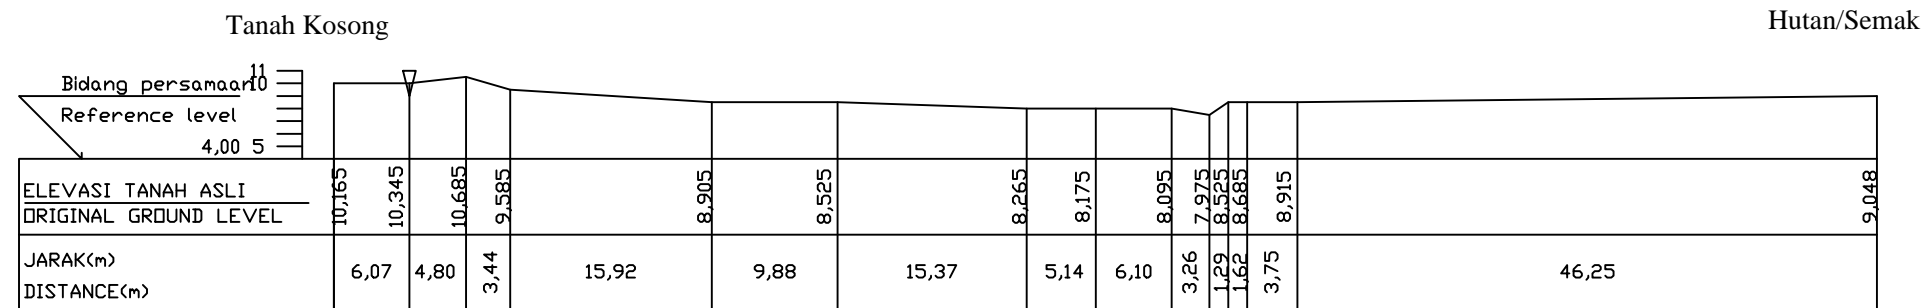 Tanah Kosong
Hutan/Semak
11
Bidang persamaan 10
Reference level
4,00 5
ELEVASI TANAH ASLI
ORIGINAL GROUND LEVEL
10,165 10,345 10,685 9,585 8,905 8,525 8,265 8,175 8,095 7,975 8,525 8,685 8,915 9,048
JARAK(m)
DISTANCE(m)
6,07 4,80 3,44 15,92 9,88 15,37 5,14 6,10 3,26 1,29 1,62 3,75 46,25